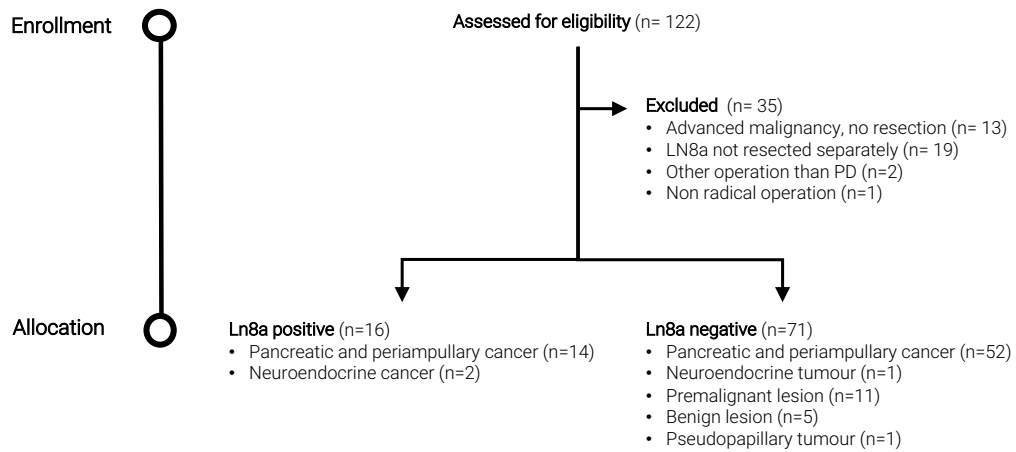 Enrollment
Assessed for eligibility (n= 122)
Excluded (n= 35)
• Advanced malignancy, no resection (n= 13)
• LN8a not resected separately (n= 19)
• Other operation than PD (n=2)
• Non radical operation (n=1)
Allocation
Ln8a positive (n=16)
• Pancreatic and periampullary cancer (n=14)
• Neuroendocrine cancer (n=2)
Ln8a negative (n=71)
• Pancreatic and periampullary cancer (n=52)
• Neuroendocrine tumour (n=1)
• Premalignant lesion (n=11)
• Benign lesion (n=5)
• Pseudopapillary tumour (n=1)